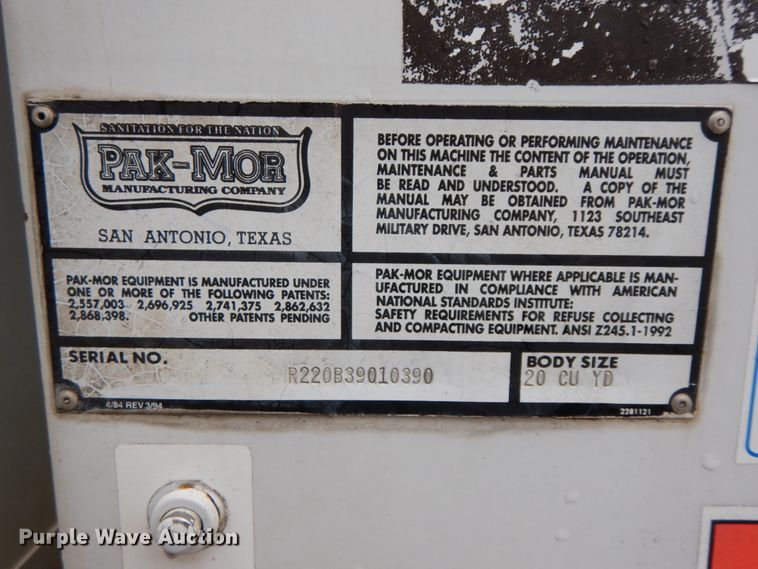 SANITATION FOR THE NATION
PAK-MOR
MANUFACTURING COMPANY
SAN ANTONIO, TEXAS
BEFORE OPERATING OR PERFORMING MAINTENANCE
ON THIS MACHINE THE CONTENT OF THE OPERATION,
MAINTENANCE & PARTS MANUAL MUST
BE READ AND UNDERSTOOD. A COPY OF THE
MANUAL MAY BE OBTAINED FROM PAK-MOR
MANUFACTURING COMPANY, 1123 SOUTHEAST
MILITARY DRIVE, SAN ANTONIO, TEXAS 78214.
PAK-MOR EQUIPMENT IS MANUFACTURED UNDER
ONE OR MORE OF THE FOLLOWING PATENTS:
2,557,003 2,696,925 2,741,375 2,862,632
2,868,398. OTHER PATENTS PENDING
PAK-MOR EQUIPMENT WHERE APPLICABLE IS MAN-
UFACTURED IN COMPLIANCE WITH AMERICAN
NATIONAL STANDARDS INSTITUTE:
SAFETY REQUIREMENTS FOR REFUSE COLLECTING
AND COMPACTING EQUIPMENT. ANSI Z245.1-1992
SERIAL NO.
R220B39010390
BODY SIZE
20 CU YD
4/84 REV 3/94
2281121
Purple Wave Auction